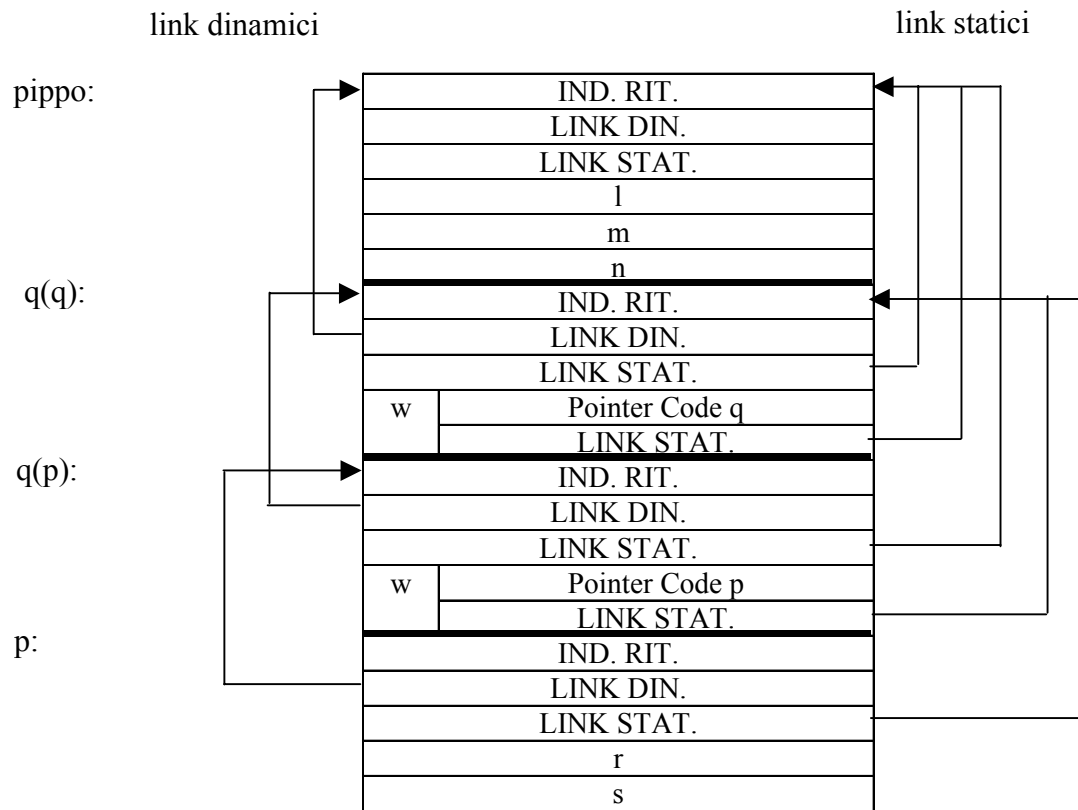 link dinamici link statici
pippo: IND. RIT.
LINK DIN.
LINK STAT.
l
m
n
q(q): IND. RIT.
LINK DIN.
LINK STAT.
w Pointer Code q
LINK STAT.
q(p): IND. RIT.
LINK DIN.
LINK STAT.
w Pointer Code p
LINK STAT.
p: IND. RIT.
LINK DIN.
LINK STAT.
r
s